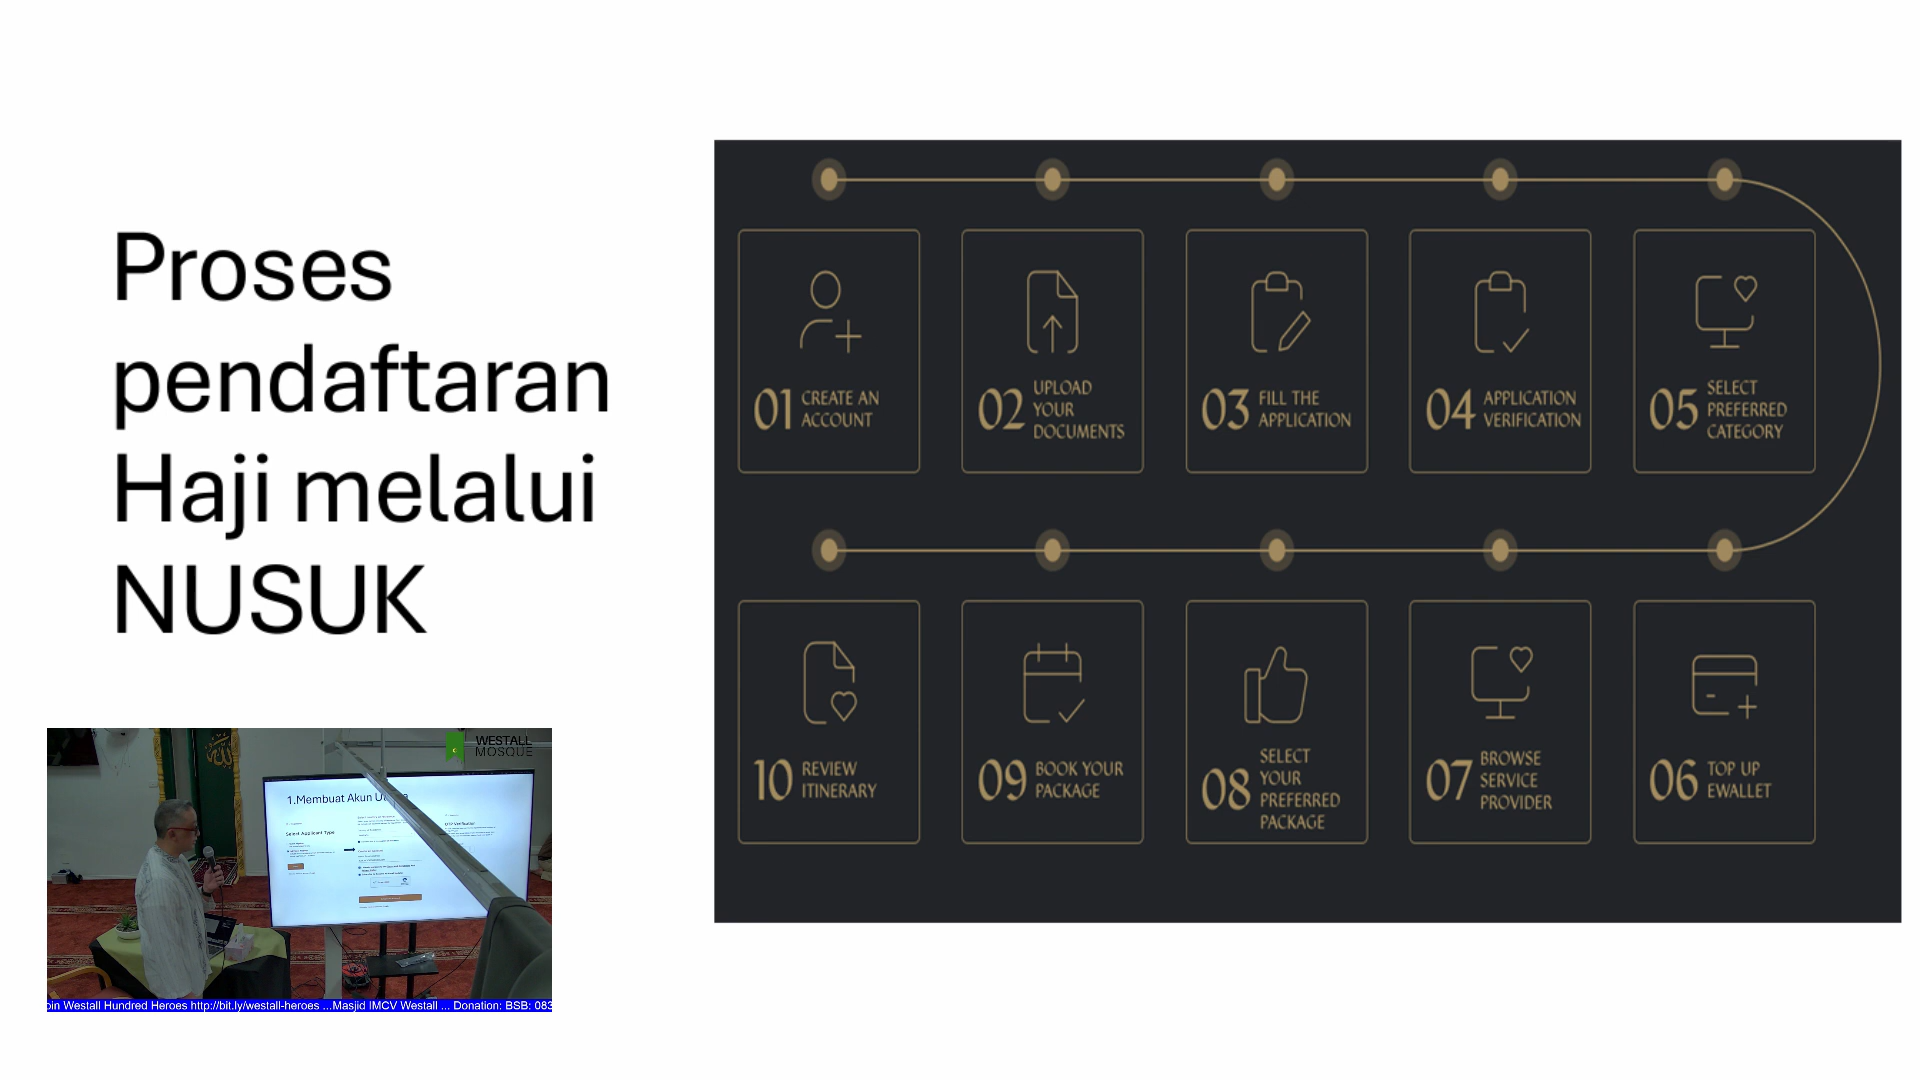 Proses
pendaftaran
Haji melalui
NUSUK
01 CREATE AN
ACCOUNT
02 UPLOAD
YOUR
DOCUMENTS
03 FILL THE
APPLICATION
04 APPLICATION
VERIFICATION
05 SELECT
PREFERRED
CATEGORY
10 REVIEW
ITINERARY
09 BOOK YOUR
PACKAGE
08 SELECT
YOUR
PREFERRED
PACKAGE
07 BROWSE
SERVICE
PROVIDER
06 TOP UP
EWALLET
WESTALL
MOSQUE
1.Membuat Akun
Select Applicant Type
Westall Hundred Heroes http://bit.ly/westall-heroes ...Masjid IMCV Westall ... Donation: BSB: 083